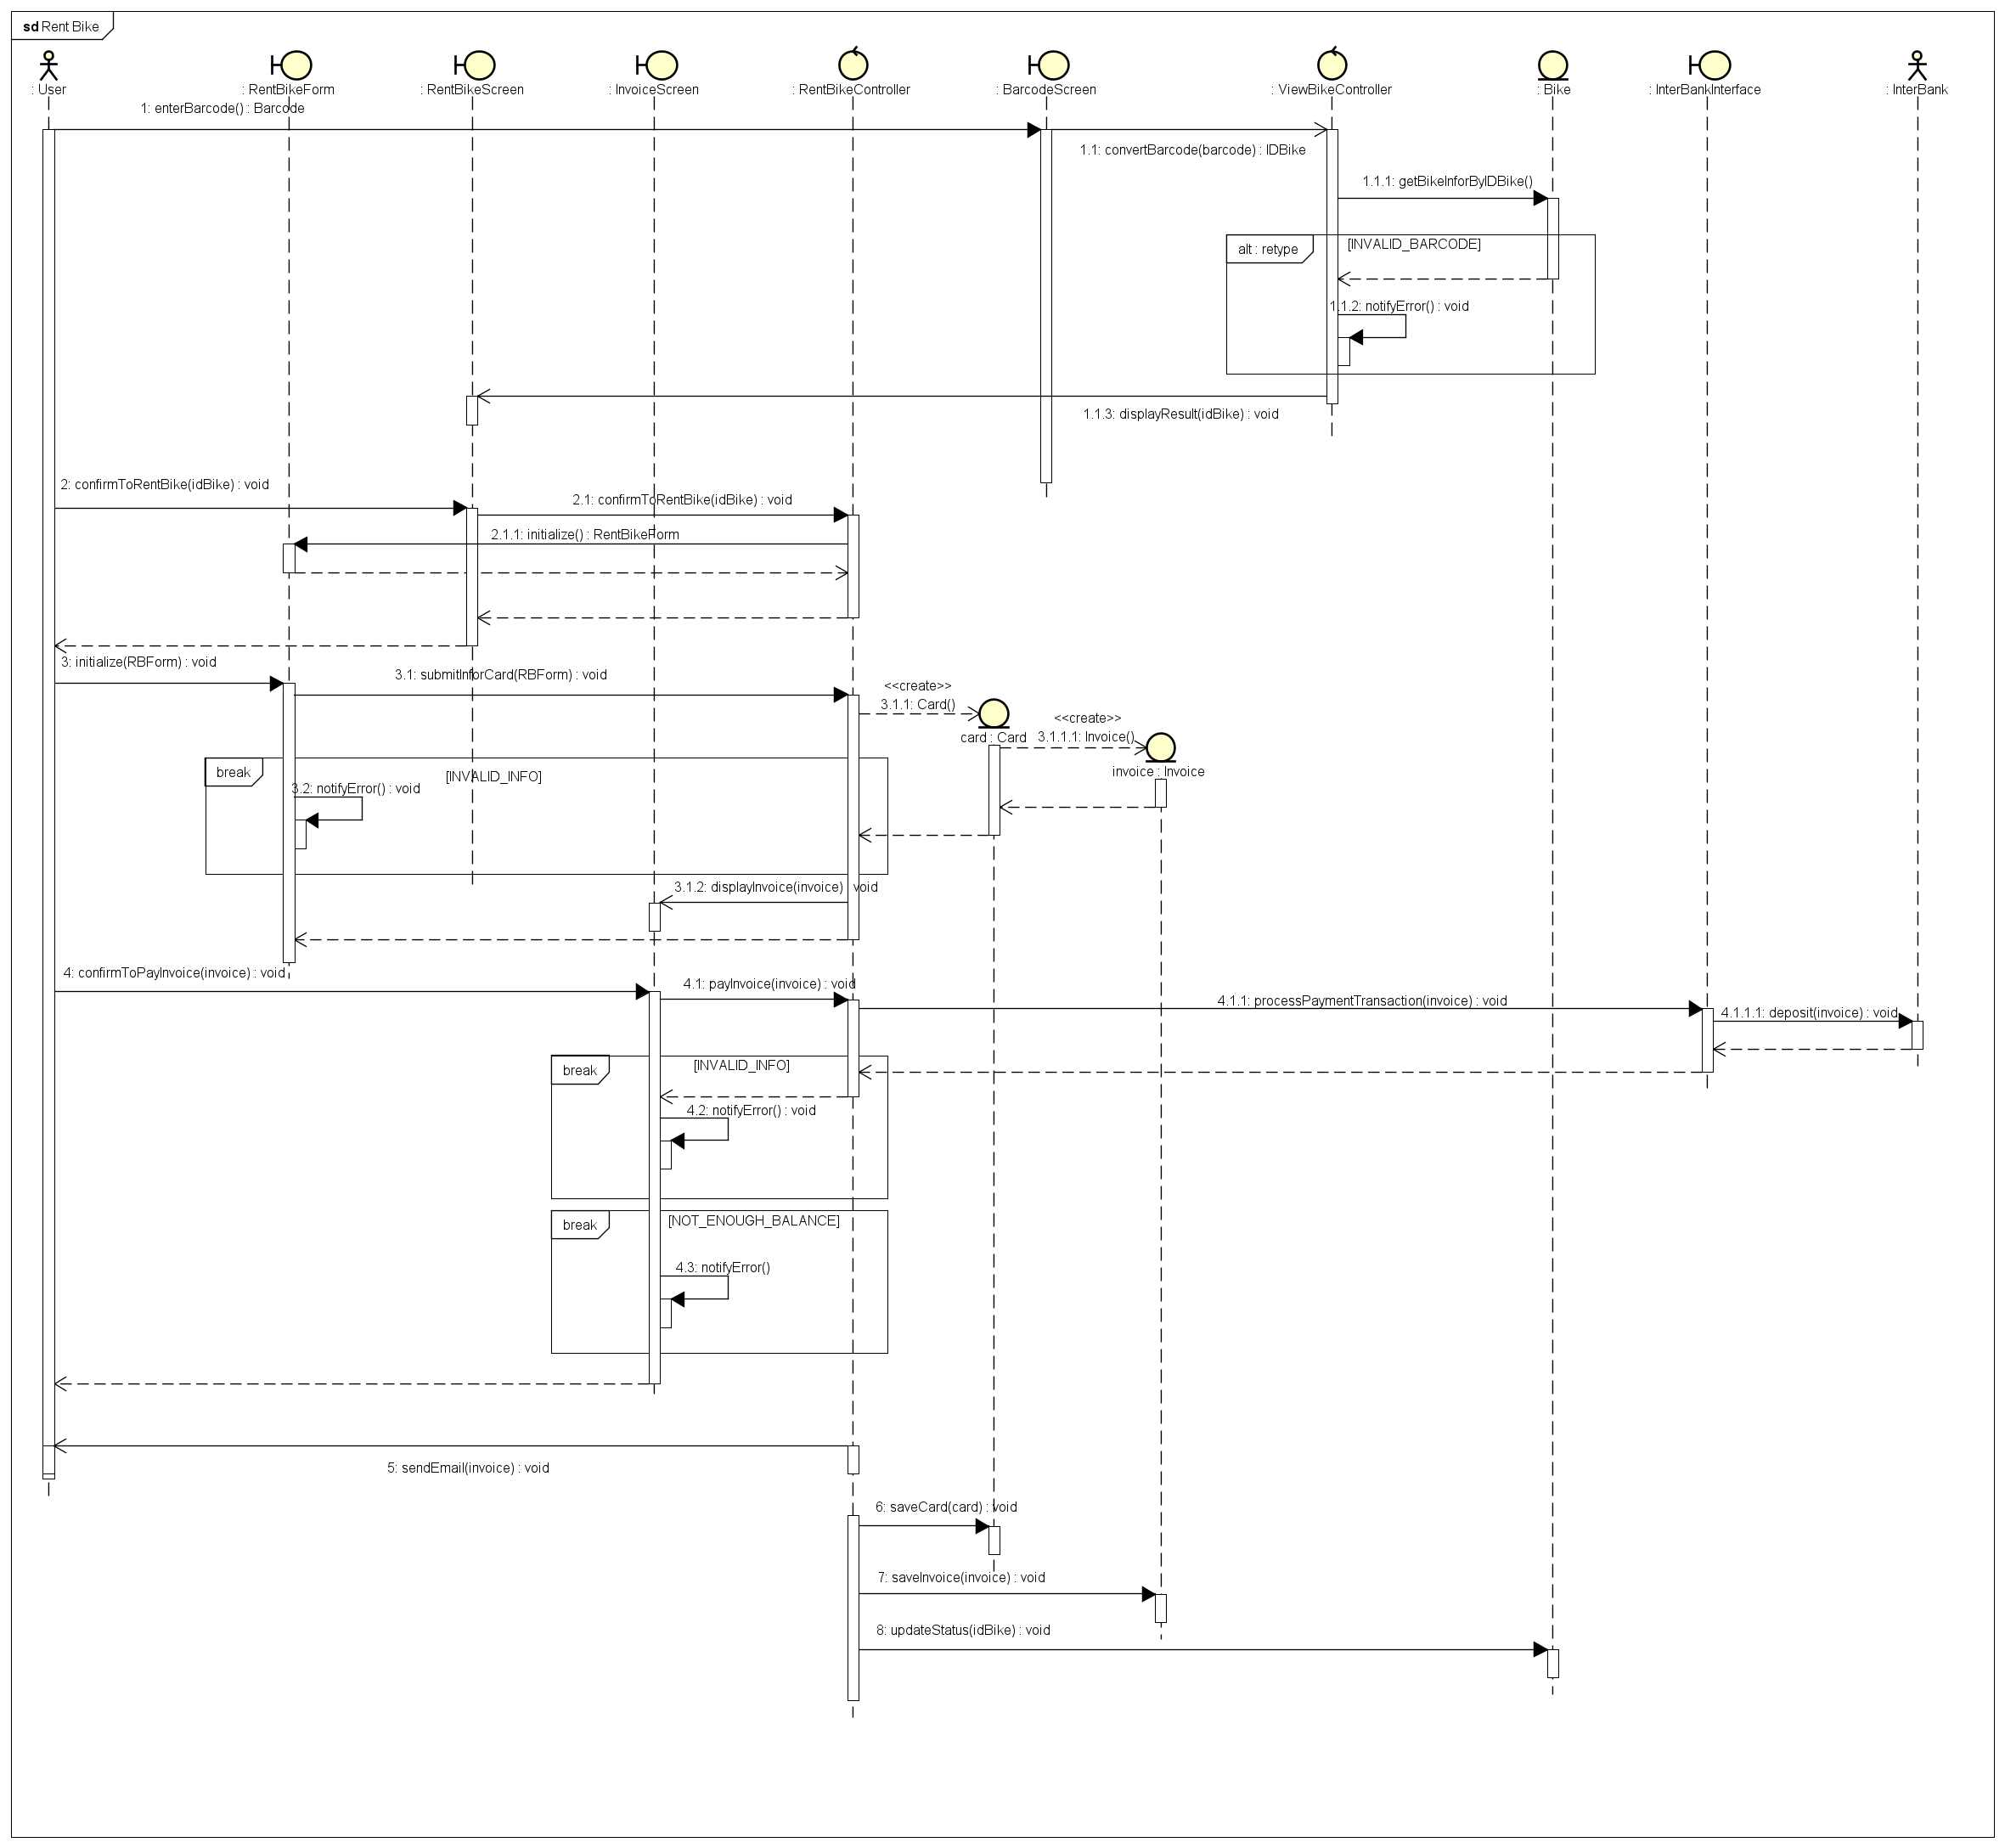 sd Rent Bike
: User
: RentBikeForm
: RentBikeScreen
: InvoiceScreen
: RentBikeController
: BarcodeScreen
: ViewBikeController
: Bike
: InterBankInterface
: InterBank
1: enterBarcode() : Barcode
1.1: convertBarcode(barcode) : IDBike
1.1.1: getBikeInforByIDBike()
alt : retype
[INVALID_BARCODE]
1.1.2: notifyError() : void
1.1.3: displayResult(idBike) : void
2: confirmToRentBike(idBike) : void
2.1: confirmToRentBike(idBike) : void
2.1.1: initialize() : RentBikeForm
3: initialize(RBForm) : void
3.1: submitInforCard(RBForm) : void
<<create>>
3.1.1: Card()
card : Card
<<create>>
3.1.1.1: Invoice()
invoice : Invoice
break
[INVALID_INFO]
3.2: notifyError() : void
3.1.2: displayInvoice(invoice) : void
4: confirmToPayInvoice(invoice) : void
4.1: payInvoice(invoice) : void
4.1.1: processPaymentTransaction(invoice) : void
4.1.1.1: deposit(invoice) : void
break
[INVALID_INFO]
4.2: notifyError() : void
break
[NOT_ENOUGH_BALANCE]
4.3: notifyError()
5: sendEmail(invoice) : void
6: saveCard(card) : void
7: saveInvoice(invoice) : void
8: updateStatus(idBike) : void